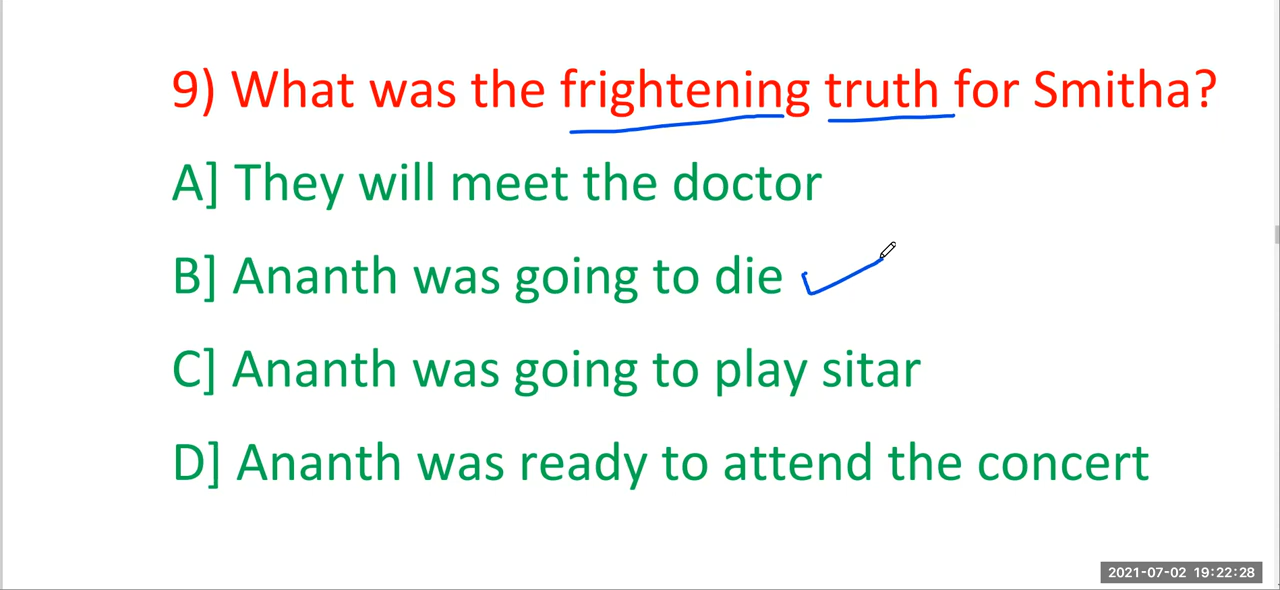 9) What was the frightening truth for Smitha?
A] They will meet the doctor
B] Ananth was going to die
C] Ananth was going to play sitar
D] Ananth was ready to attend the concert
2021-07-02 19:22:28